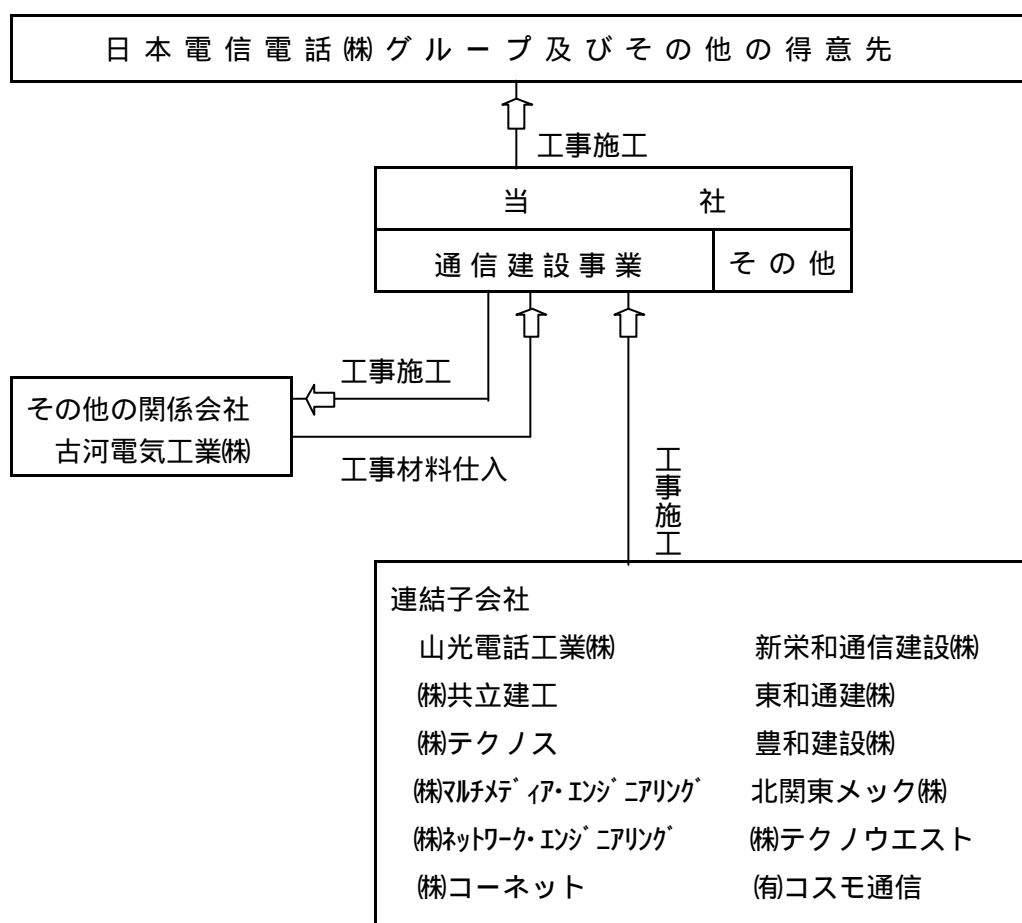 日本電信電話㈱グループ及びその他の得意先
工事施工
当社
通信建設事業
その他
工事施工
その他の関係会社
古河電気工業㈱
工事材料仕入
工事施工
連結子会社
山光電話工業㈱
新栄和通信建設㈱
㈱共立建工
東和通建㈱
㈱テクノス
豊和建設㈱
㈱ﾏﾙﾁﾒﾃﾞｨｱ･ｴﾝｼﾞﾆｱﾘﾝｸﾞ
北関東メック㈱
㈱ﾈｯﾄﾜｰｸ･ｴﾝｼﾞﾆｱﾘﾝｸﾞ
㈱テクノウエスト
㈱コーネット
㈲コスモ通信